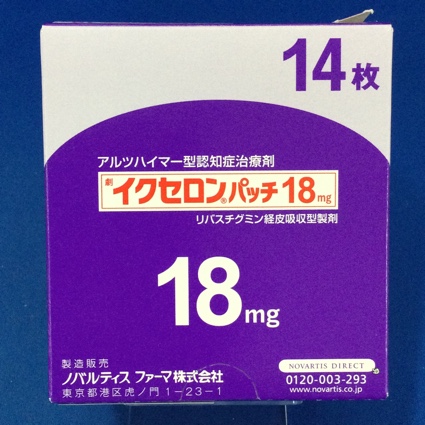 14枚
アルツハイマー型認知症治療剤
劇 イクセロン®パッチ18mg
リバスチグミン経皮吸収型製剤
18mg
製造販売
ノバルティス ファーマ株式会社
東京都港区虎ノ門1-23-1
NOVARTIS DIRECT
0120-003-293
www.novartis.co.jp